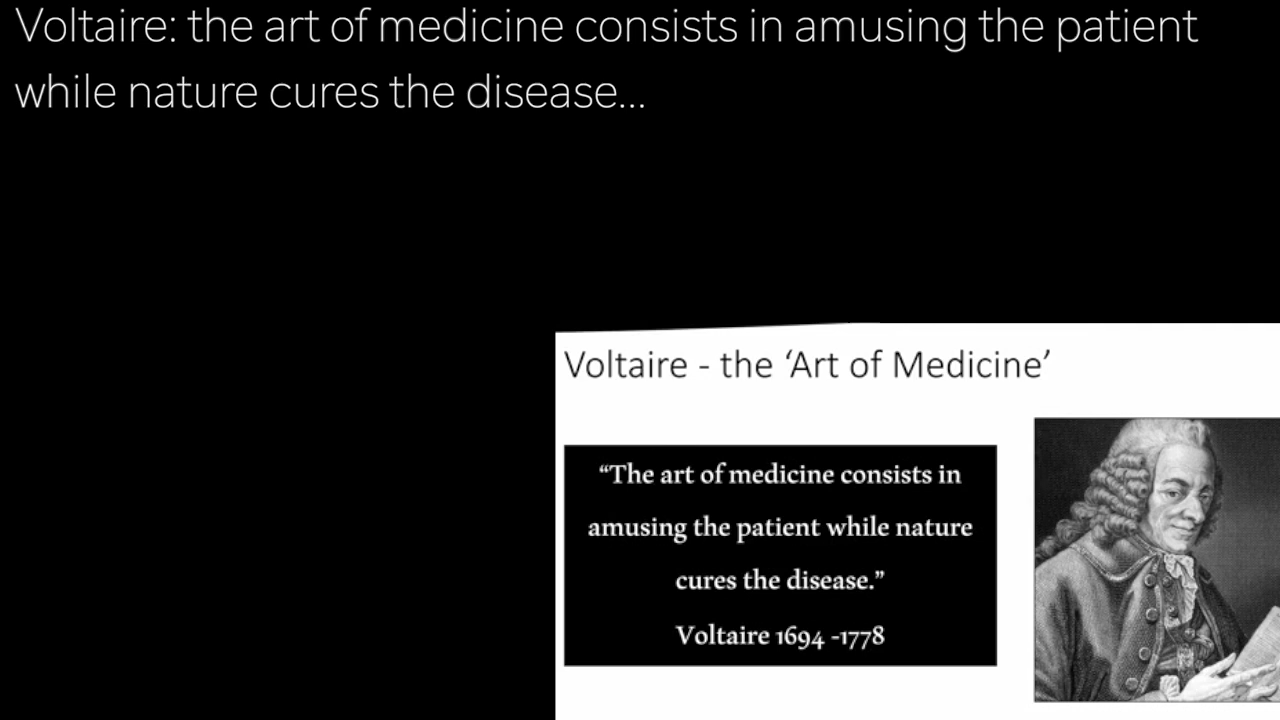 Voltaire: the art of medicine consists in amusing the patient
while nature cures the disease...
Voltaire - the ‘Art of Medicine’
“The art of medicine consists in
amusing the patient while nature
cures the disease.”
Voltaire 1694 -1778